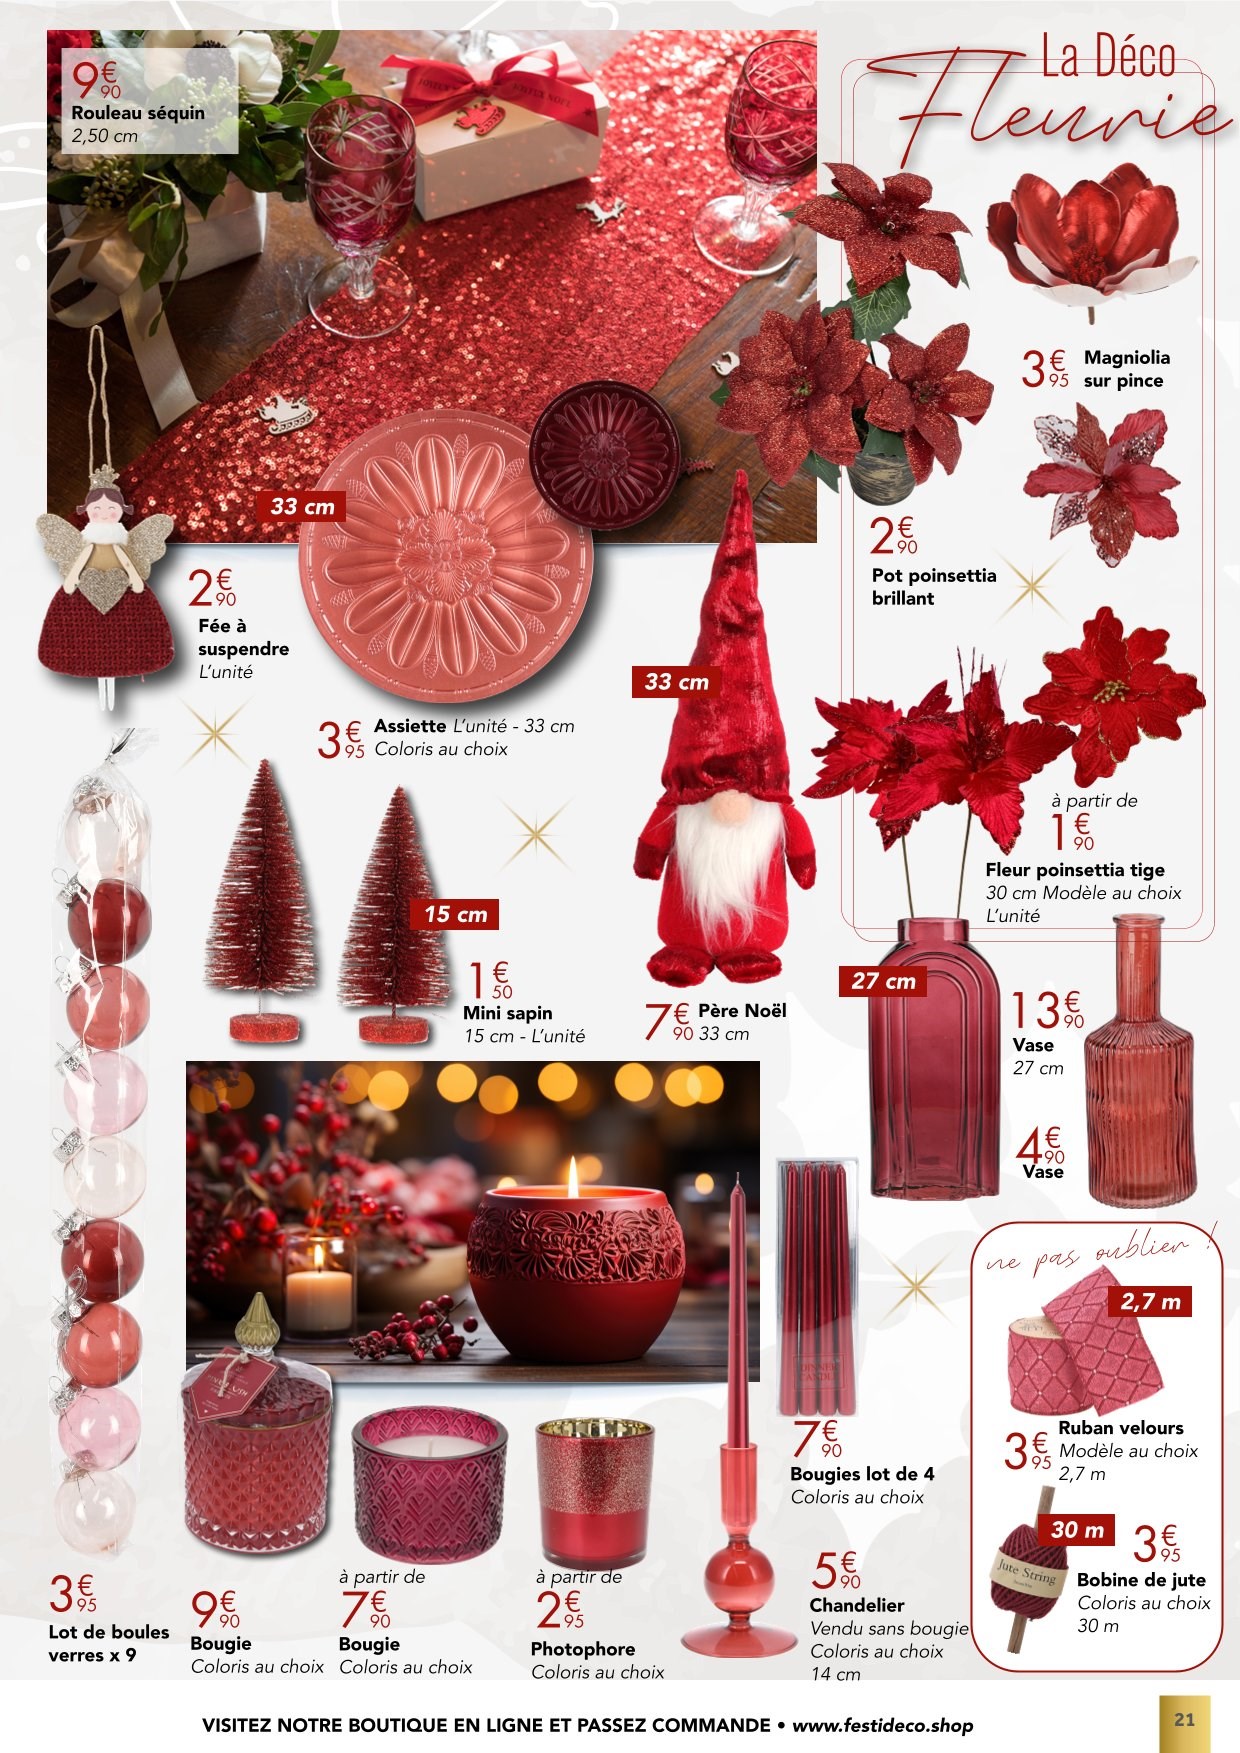 La Déco
Fleurie
9€90
Rouleau séquin
2,50 cm
JOYEUX NOËL
3€95
Magniolia
sur pince
33 cm
2€90
Pot poinsettia
brillant
2€90
Fée à
suspendre
L'unité
33 cm
3€95
Assiette L'unité - 33 cm
Coloris au choix
à partir de
1€90
Fleur poinsettia tige
30 cm Modèle au choix
L'unité
15 cm
1€50
Mini sapin
15 cm - L'unité
7€90
Père Noël
33 cm
27 cm
13€90
Vase
27 cm
4€90
Vase
ne pas oublier !
2,7 m
3€95
Ruban velours
Modèle au choix
2,7 m
30 m
Jute String
3€95
Bobine de jute
Coloris au choix
30 m
DINNER
CANDLE
7€90
Bougies lot de 4
Coloris au choix
3€95
Lot de boules
verres x 9
9€90
Bougie
Coloris au choix
à partir de
7€90
Bougie
Coloris au choix
à partir de
2€95
Photophore
Coloris au choix
5€90
Chandelier
Vendu sans bougie
Coloris au choix
14 cm
VISITEZ NOTRE BOUTIQUE EN LIGNE ET PASSEZ COMMANDE • www.festideco.shop
21